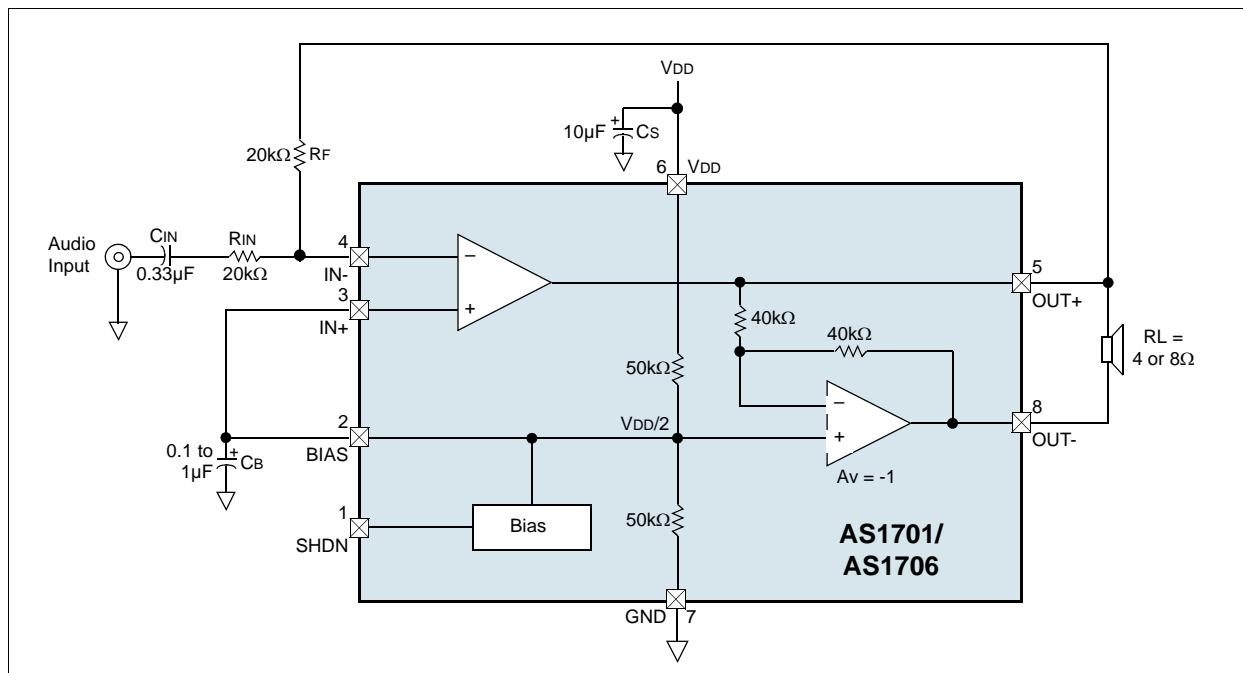 VDD
10µF
+
CS
20kΩ
RF
6
VDD
Audio
Input
CIN
0.33µF
RIN
20kΩ
4
IN-
3
IN+
−
+
5
OUT+
40kΩ
40kΩ
RL =
4 or 8Ω
50kΩ
−
+
8
OUT-
2
BIAS
VDD/2
0.1 to
1µF
+
CB
Av = -1
1
SHDN
Bias
50kΩ
AS1701/
AS1706
GND
7